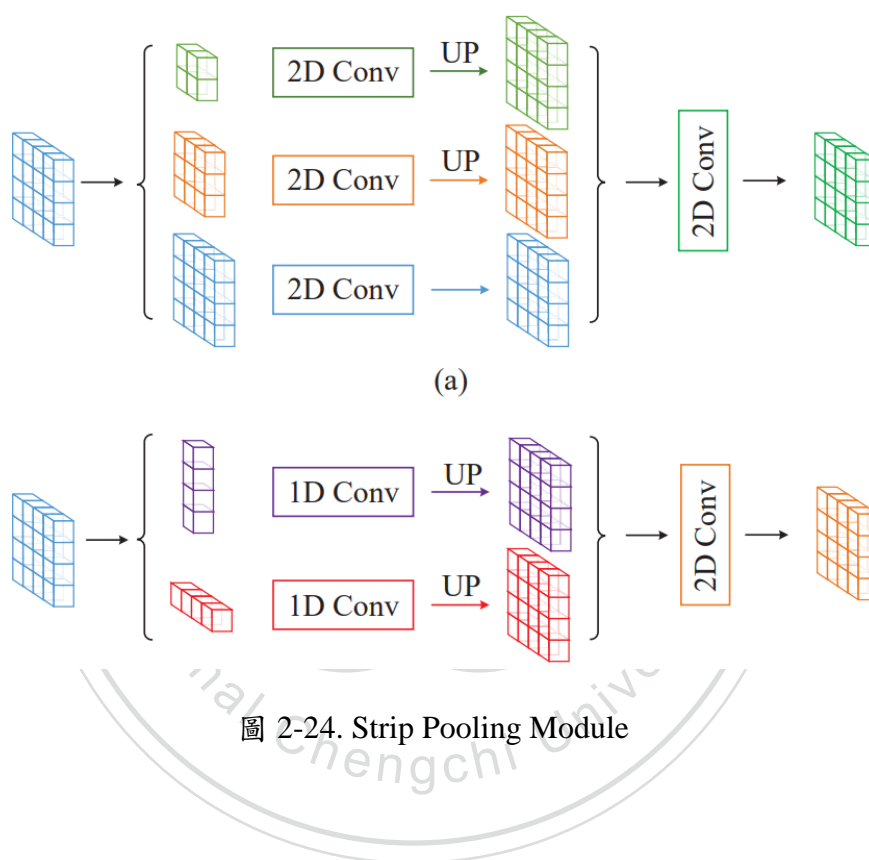 UP
2D Conv
UP
2D Conv
2D Conv
2D Conv
(a)
UP
1D Conv
UP
1D Conv
2D Conv
圖 2-24. Strip Pooling Module
Chengchi